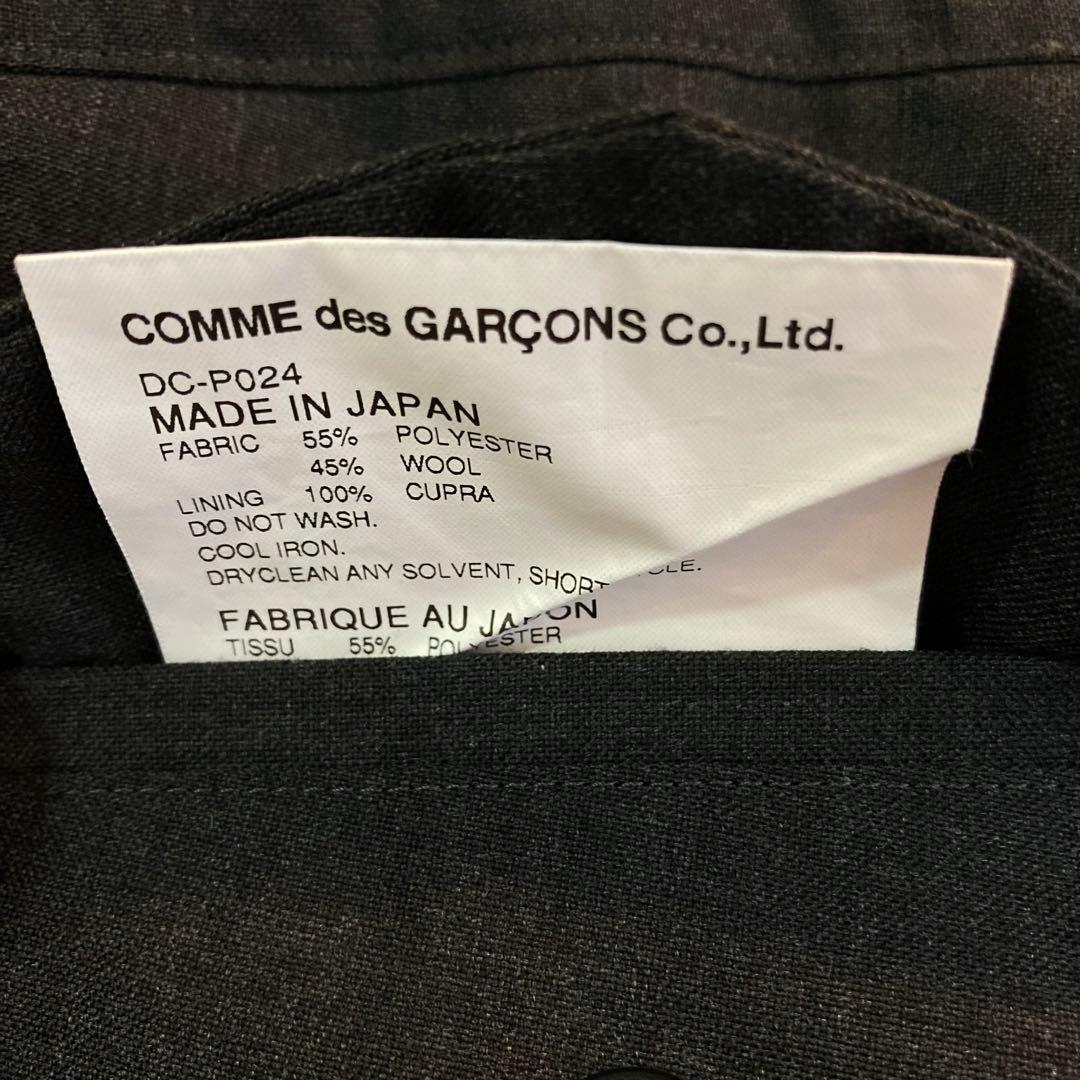 COMME des GARÇONS Co.,Ltd.
DC-P024
MADE IN JAPAN
FABRIC 55% POLYESTER
45% WOOL
LINING 100% CUPRA
DO NOT WASH.
COOL IRON.
DRYCLEAN ANY SOLVENT, SHORT
FABRIQUE AU JAPON
TISSU 55% POLYESTER